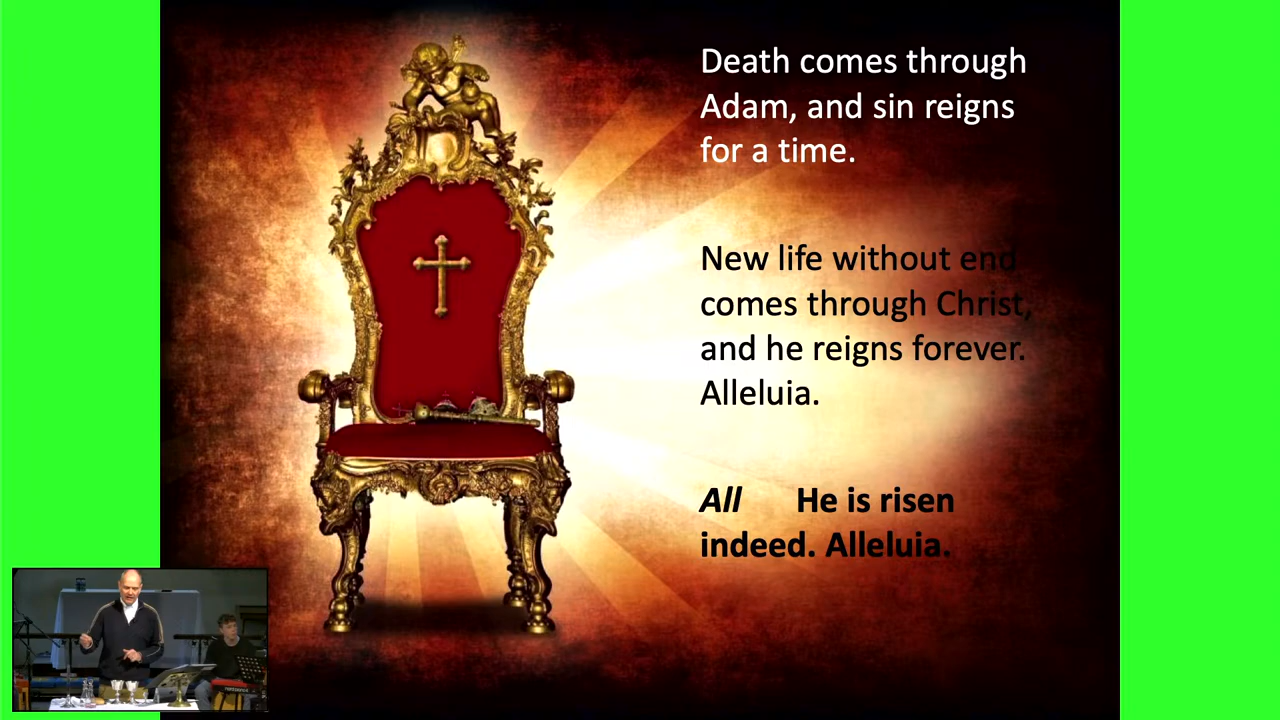 Death comes through
Adam, and sin reigns
for a time.
New life without end
comes through Christ,
and he reigns forever.
Alleluia.
All He is risen
indeed. Alleluia.